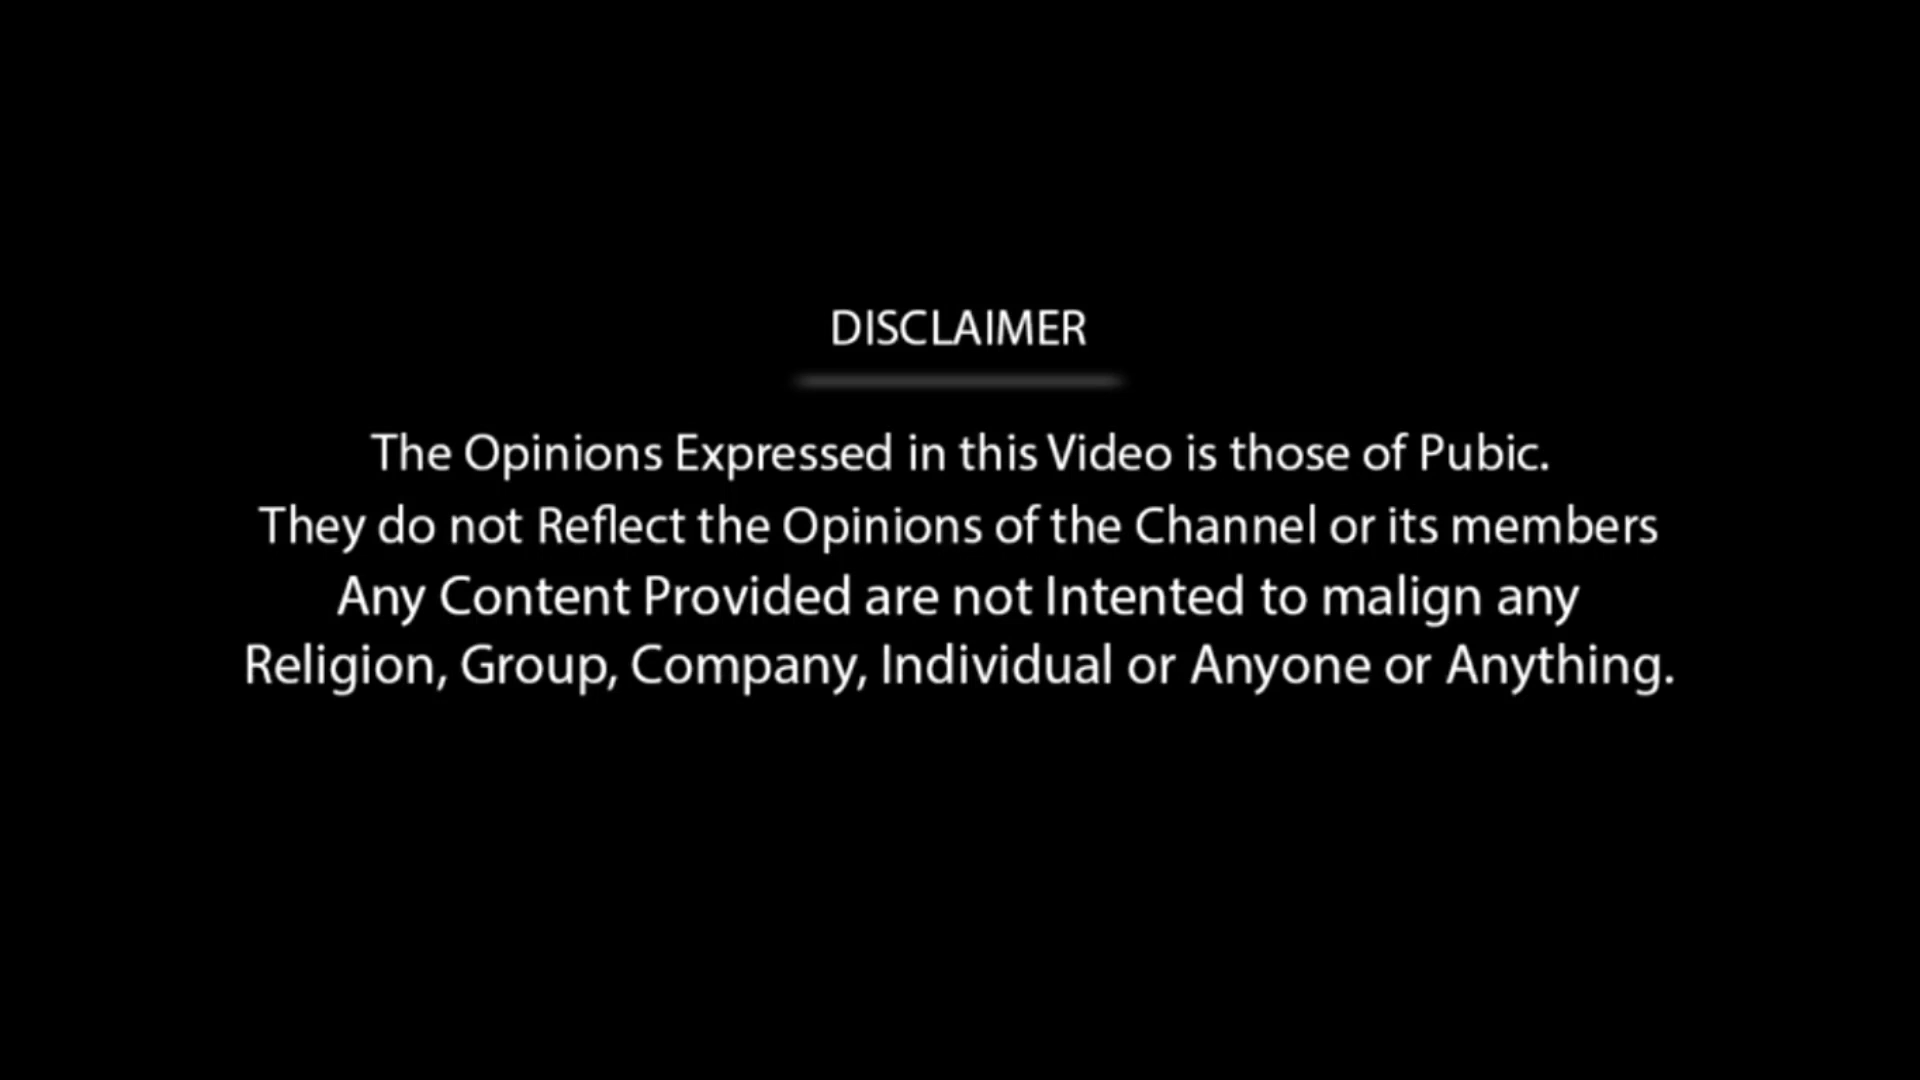 DISCLAIMER
The Opinions Expressed in this Video is those of Pubic.
They do not Reflect the Opinions of the Channel or its members
Any Content Provided are not Intented to malign any
Religion, Group, Company, Individual or Anyone or Anything.